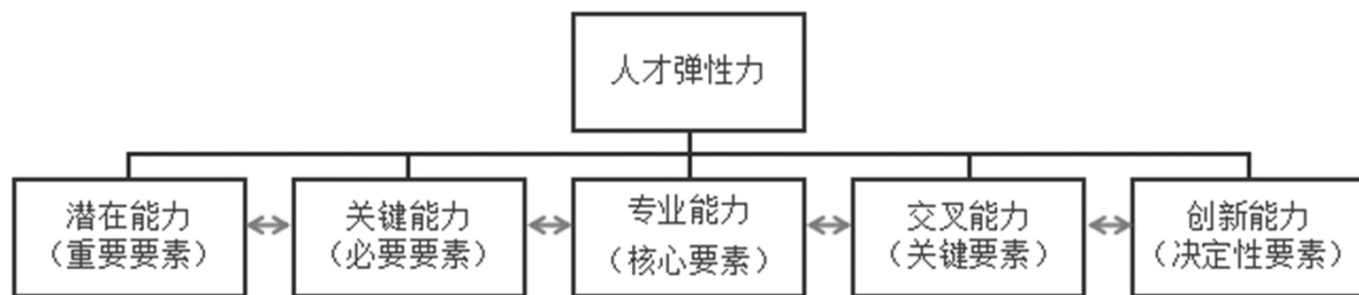 人才弹性力
潜在能力
（重要要素）
关键能力
（必要要素）
专业能力
（核心要素）
交叉能力
（关键要素）
创新能力
（决定性要素）